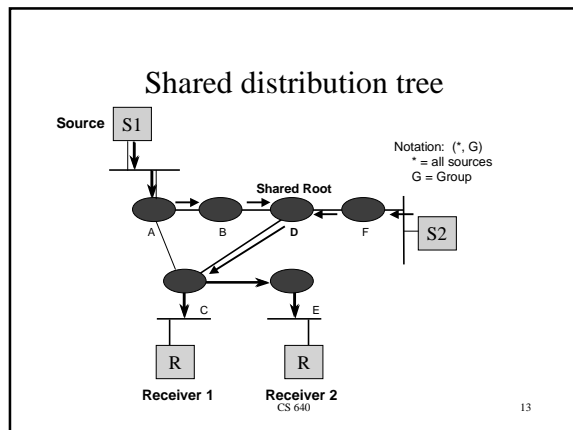 Shared distribution tree
Source
S1
Notation: (*, G)
* = all sources
G = Group
Shared Root
A
B
D
F
S2
C
E
R
R
Receiver 1
Receiver 2
CS 640
13